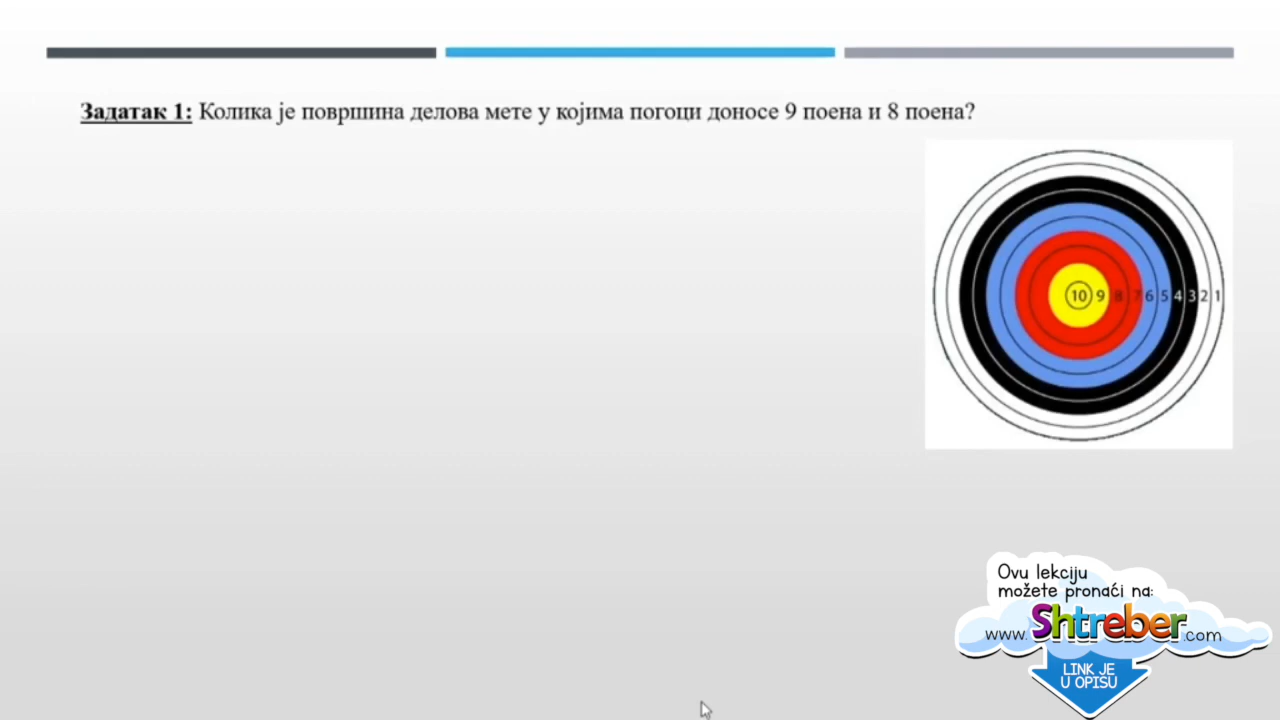 Задатак 1: Колика је површина делова мете у којима погоци доносе 9 поена и 8 поена?
10 9 8 7 6 5 4 3 2 1
Ovu lekciju
možete pronaći na:
www.Shtreber.com
LINK JE
U OPISU